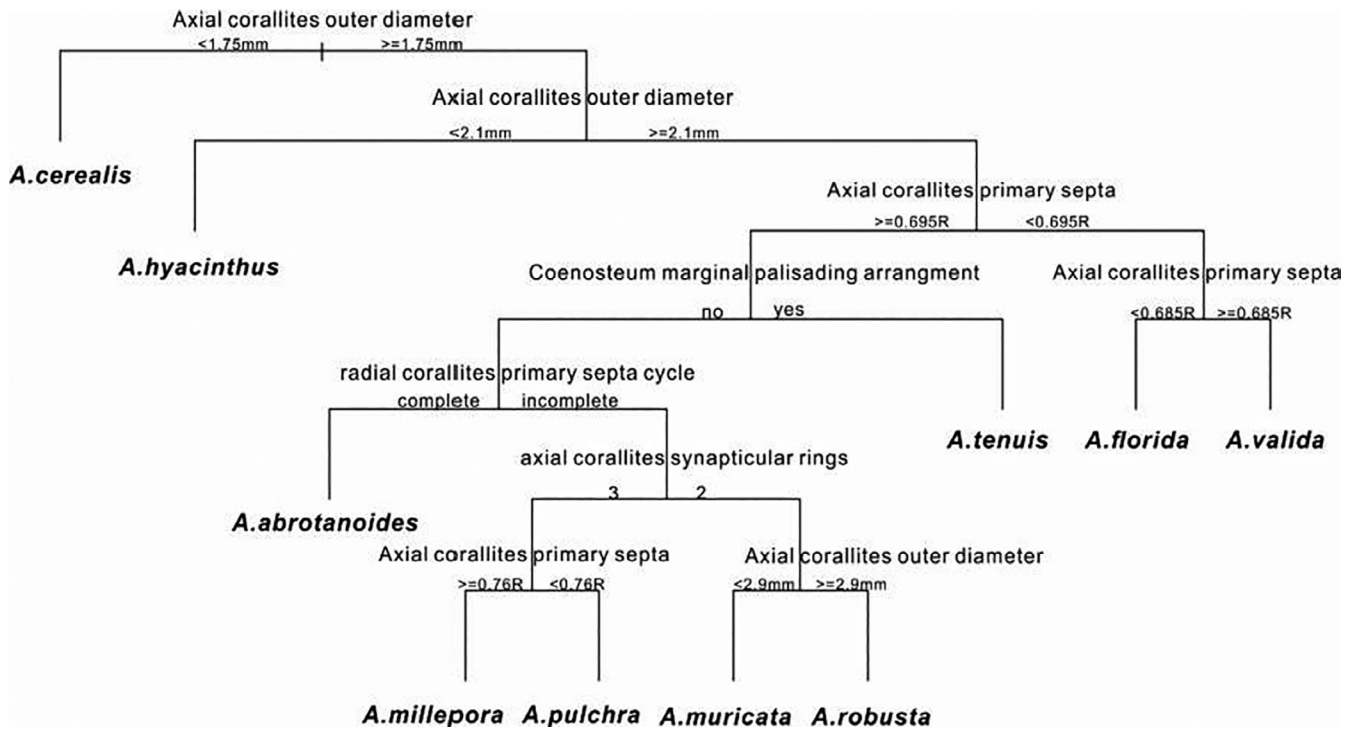 Axial corallites outer diameter
<1.75mm >=1.75mm
Axial corallites outer diameter
<2.1mm >=2.1mm
A.cerealis
Axial corallites primary septa
>=0.695R <0.695R
A.hyacinthus
Coenosteum marginal palisading arrangment
Axial corallites primary septa
no yes
<0.685R >=0.685R
radial corallites primary septa cycle
complete incomplete
A.tenuis A.florida A.valida
axial corallites synapticular rings
3 2
A.abrotanoides
Axial corallites primary septa
Axial corallites outer diameter
>=0.76R <0.76R
<2.9mm >=2.9mm
A.millepora A.pulchra A.muricata A.robusta